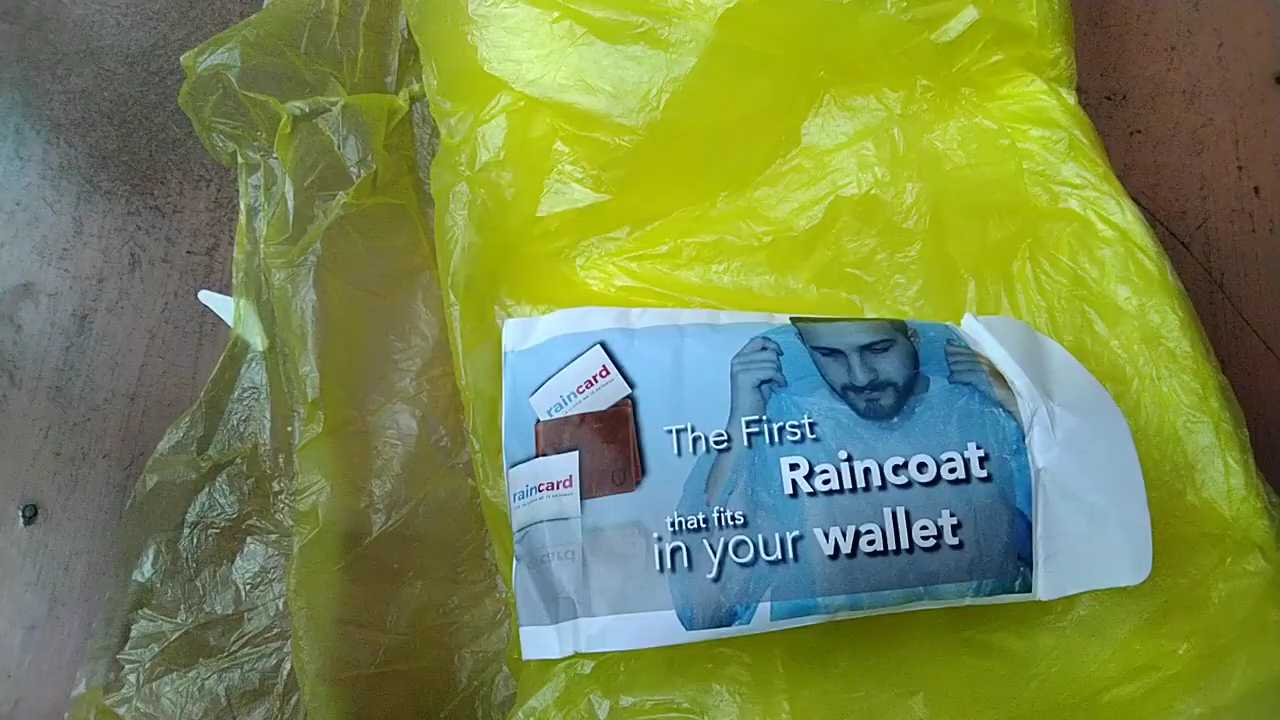 raincard
The First
Raincoat
raincard
that fits
in your wallet